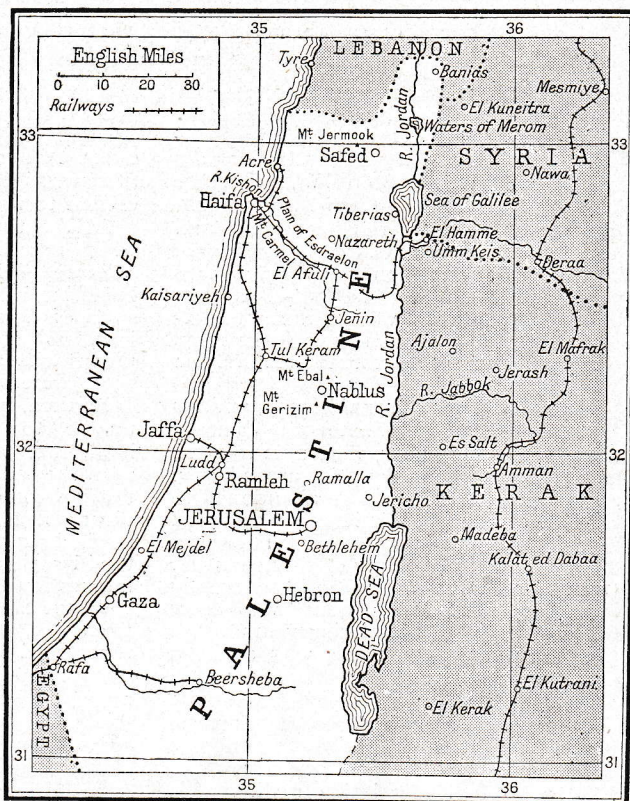 35
36
English Miles
0 10 20 30
Railways
LEBANON
Tyre
Banias
Mesmiye
El Kuneitra
Waters of Merom
33
33
Mt Jermook
R. Jordan
Safed
SYRIA
Acre
Nawa
R. Kishon
Haifa
Plain of Esdraelon
Mt Carmel
Tiberias
Sea of Galilee
Nazareth
El Hamme
Umm Keis
Deraa
El Afule
MEDITERRANEAN SEA
Kaisariyeh
Jenin
Tul Keram
Ajalon
El Mafrak
Mt Ebal
Nablus
Jerash
R. Jordan
Mt
Gerizim
R. Jabbok
Jaffa
Es Salt
32
32
Ludd
Ramleh
Ramalla
Amman
Jericho
KERAK
JERUSALEM
PALESTINE
El Mejdel
Bethlehem
Madeba
Kalat ed Dabaa
Gaza
Hebron
DEAD SEA
Rafa
Beersheba
El Kutrani.
EGYPT
El Kerak
31
31
35
36